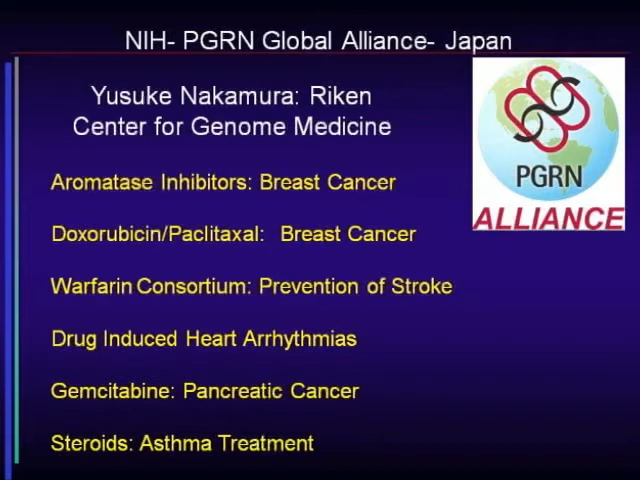 NIH- PGRN Global Alliance- Japan
Yusuke Nakamura: Riken
Center for Genome Medicine
PGRN
ALLIANCE
Aromatase Inhibitors: Breast Cancer
Doxorubicin/Paclitaxal: Breast Cancer
Warfarin Consortium: Prevention of Stroke
Drug Induced Heart Arrhythmias
Gemcitabine: Pancreatic Cancer
Steroids: Asthma Treatment